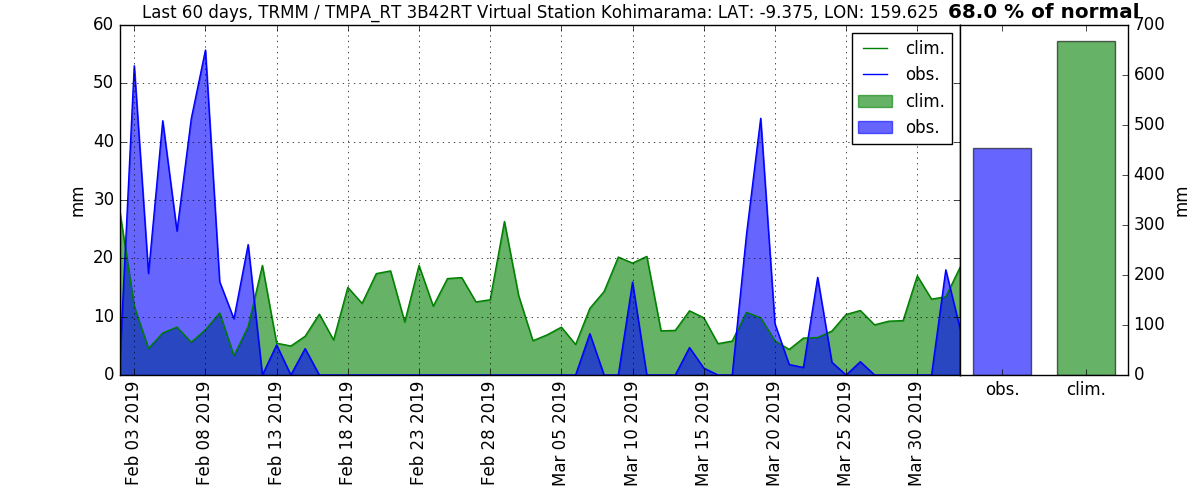 Last 60 days, TRMM / TMPA_RT 3B42RT Virtual Station Kohimarama: LAT: -9.375, LON: 159.625
68.0 % of normal
60
50
40
30
20
10
0
mm
clim.
obs.
clim.
obs.
Feb 03 2019
Feb 08 2019
Feb 13 2019
Feb 18 2019
Feb 23 2019
Feb 28 2019
Mar 05 2019
Mar 10 2019
Mar 15 2019
Mar 20 2019
Mar 25 2019
Mar 30 2019
700
600
500
400
300
200
100
0
mm
obs.
clim.